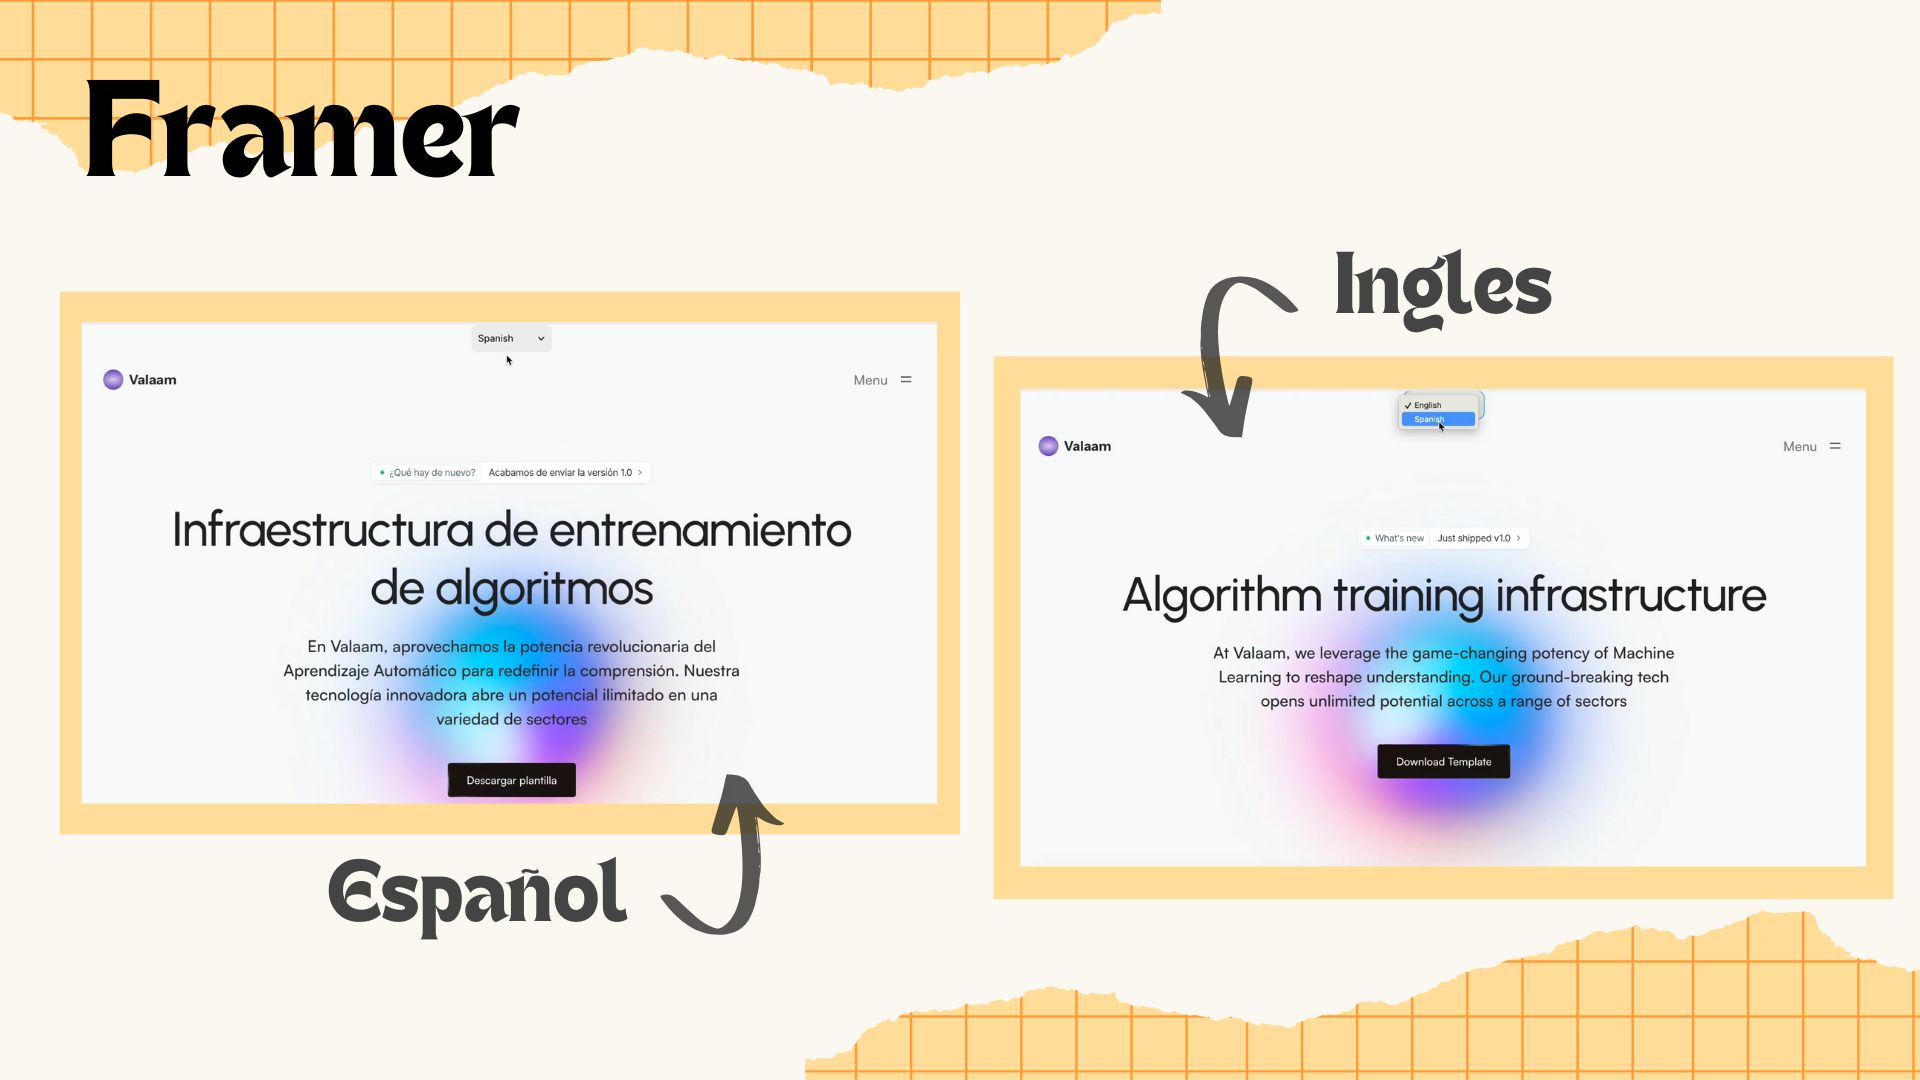 Framer
Spanish
Valaam
Menu
¿Qué hay de nuevo? Acabamos de enviar la versión 1.0
Infraestructura de entrenamiento
de algoritmos
En Valaam, aprovechamos la potencia revolucionaria del
Aprendizaje Automático para redefinir la comprensión. Nuestra
tecnología innovadora abre un potencial ilimitado en una
variedad de sectores
Descargar plantilla
Español
Ingles
✓ English
Spanish
Valaam
Menu
What's new Just shipped v1.0
Algorithm training infrastructure
At Valaam, we leverage the game-changing potency of Machine
Learning to reshape understanding. Our ground-breaking tech
opens unlimited potential across a range of sectors
Download Template